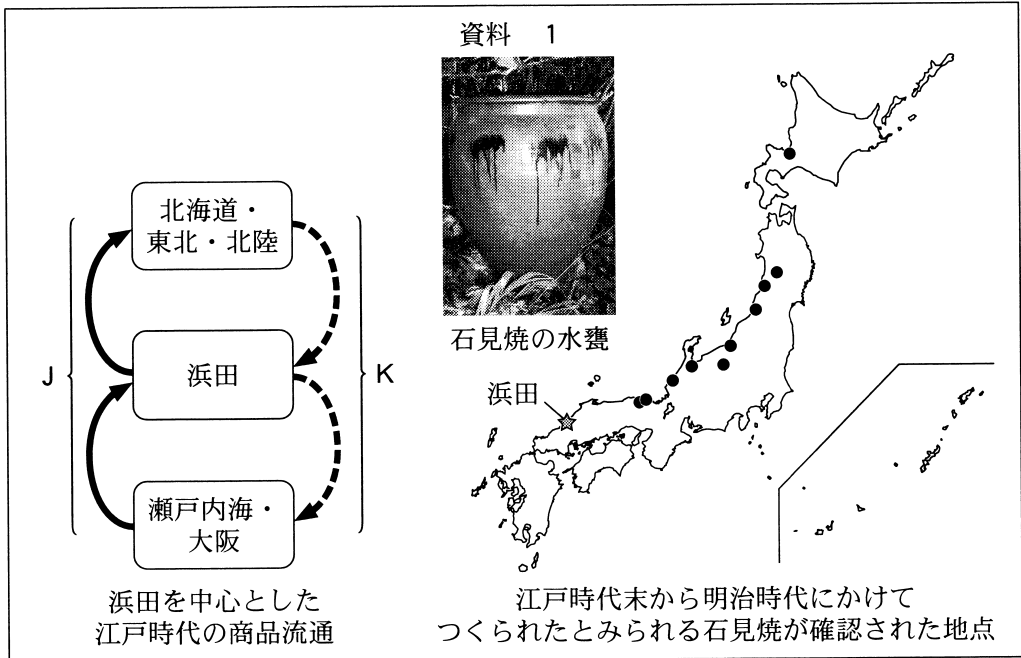 資料 1
石見焼の水甕
北海道・
東北・北陸
浜田
瀬戸内海・
大阪
J
K
浜田を中心とした
江戸時代の商品流通
浜田
江戸時代末から明治時代にかけて
つくられたとみられる石見焼が確認された地点